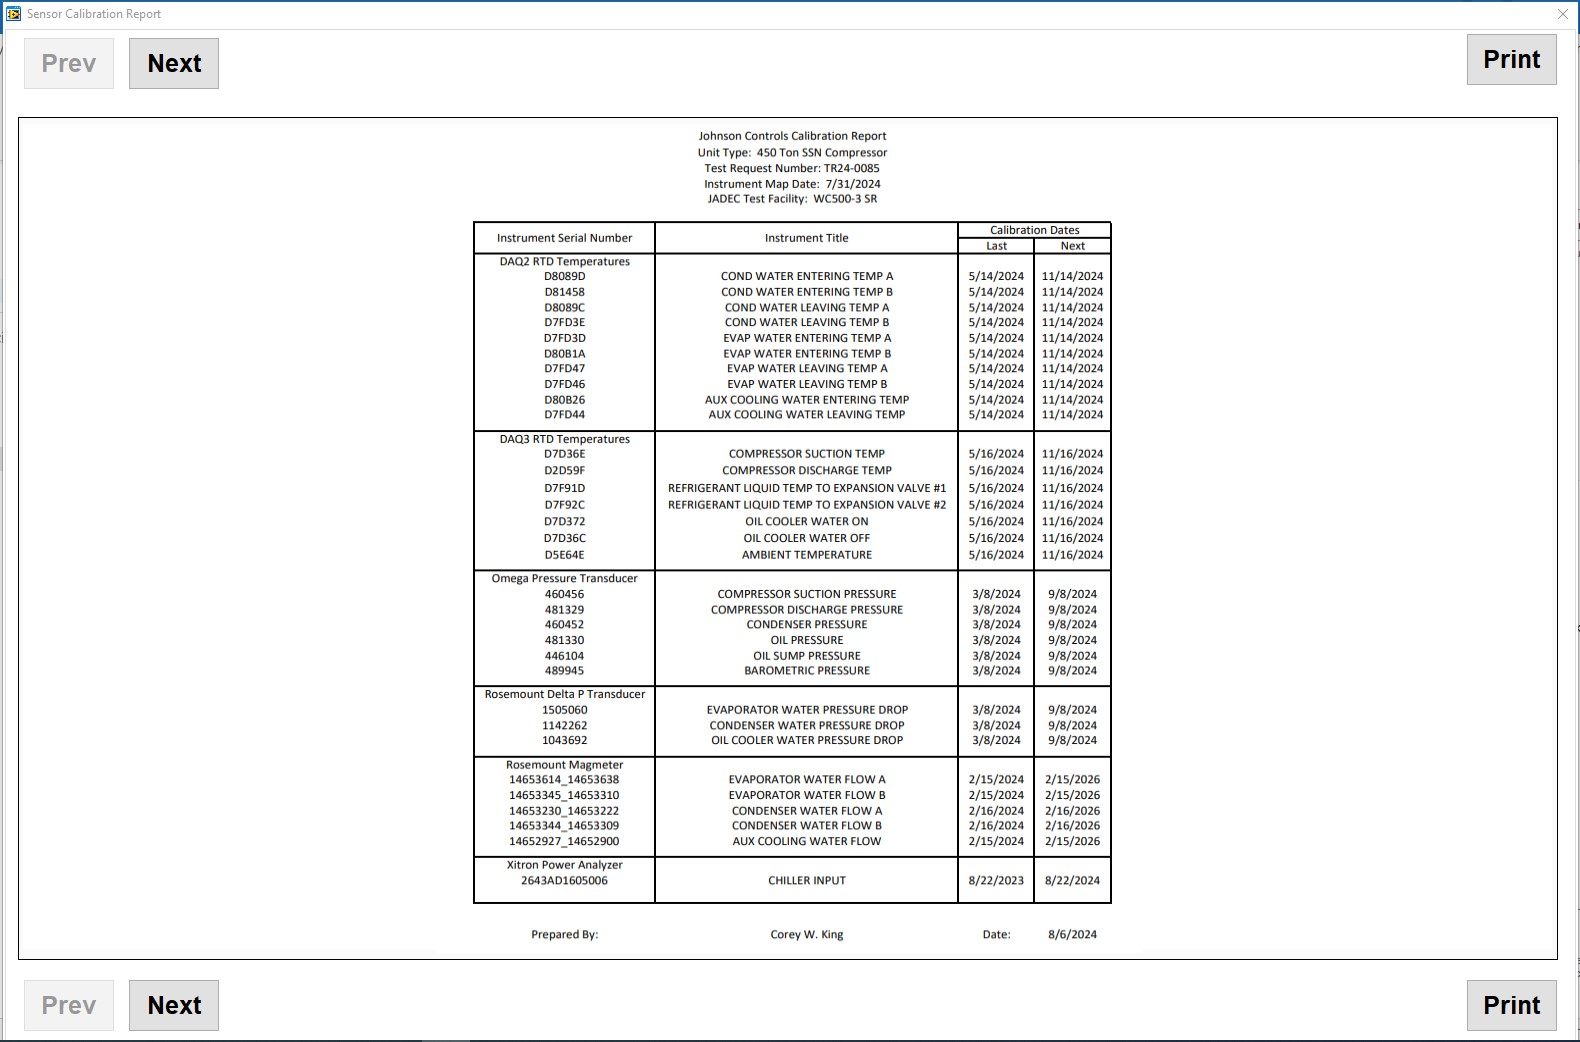 Sensor Calibration Report
Prev Next Print
Johnson Controls Calibration Report
Unit Type: 450 Ton SSN Compressor
Test Request Number: TR24-0085
Instrument Map Date: 7/31/2024
JADEC Test Facility: WC500-3 SR
Instrument Serial Number Instrument Title Calibration Dates
Last Next
DAQ2 RTD Temperatures
D8089D COND WATER ENTERING TEMP A 5/14/2024 11/14/2024
D81458 COND WATER ENTERING TEMP B 5/14/2024 11/14/2024
D8089C COND WATER LEAVING TEMP A 5/14/2024 11/14/2024
D7FD3E COND WATER LEAVING TEMP B 5/14/2024 11/14/2024
D7FD3D EVAP WATER ENTERING TEMP A 5/14/2024 11/14/2024
D80B1A EVAP WATER ENTERING TEMP B 5/14/2024 11/14/2024
D7FD47 EVAP WATER LEAVING TEMP A 5/14/2024 11/14/2024
D7FD46 EVAP WATER LEAVING TEMP B 5/14/2024 11/14/2024
D80B26 AUX COOLING WATER ENTERING TEMP 5/14/2024 11/14/2024
D7FD44 AUX COOLING WATER LEAVING TEMP 5/14/2024 11/14/2024
DAQ3 RTD Temperatures
D7D36E COMPRESSOR SUCTION TEMP 5/16/2024 11/16/2024
D2D59F COMPRESSOR DISCHARGE TEMP 5/16/2024 11/16/2024
D7F91D REFRIGERANT LIQUID TEMP TO EXPANSION VALVE #1 5/16/2024 11/16/2024
D7F92C REFRIGERANT LIQUID TEMP TO EXPANSION VALVE #2 5/16/2024 11/16/2024
D7D372 OIL COOLER WATER ON 5/16/2024 11/16/2024
D7D36C OIL COOLER WATER OFF 5/16/2024 11/16/2024
D5E64E AMBIENT TEMPERATURE 5/16/2024 11/16/2024
Omega Pressure Transducer
460456 COMPRESSOR SUCTION PRESSURE 3/8/2024 9/8/2024
481329 COMPRESSOR DISCHARGE PRESSURE 3/8/2024 9/8/2024
460452 CONDENSER PRESSURE 3/8/2024 9/8/2024
481330 OIL PRESSURE 3/8/2024 9/8/2024
446104 OIL SUMP PRESSURE 3/8/2024 9/8/2024
489945 BAROMETRIC PRESSURE 3/8/2024 9/8/2024
Rosemount Delta P Transducer
1505060 EVAPORATOR WATER PRESSURE DROP 3/8/2024 9/8/2024
1142262 CONDENSER WATER PRESSURE DROP 3/8/2024 9/8/2024
1043692 OIL COOLER WATER PRESSURE DROP 3/8/2024 9/8/2024
Rosemount Magmeter
14653614_14653638 EVAPORATOR WATER FLOW A 2/15/2024 2/15/2026
14653345_14653310 EVAPORATOR WATER FLOW B 2/15/2024 2/15/2026
14653230_14653222 CONDENSER WATER FLOW A 2/16/2024 2/16/2026
14653344_14653309 CONDENSER WATER FLOW B 2/16/2024 2/16/2026
14652927_14652900 AUX COOLING WATER FLOW 2/15/2024 2/15/2026
Xitron Power Analyzer
2643AD1605006 CHILLER INPUT 8/22/2023 8/22/2024
Prepared By: Corey W. King Date: 8/6/2024
Prev Next Print